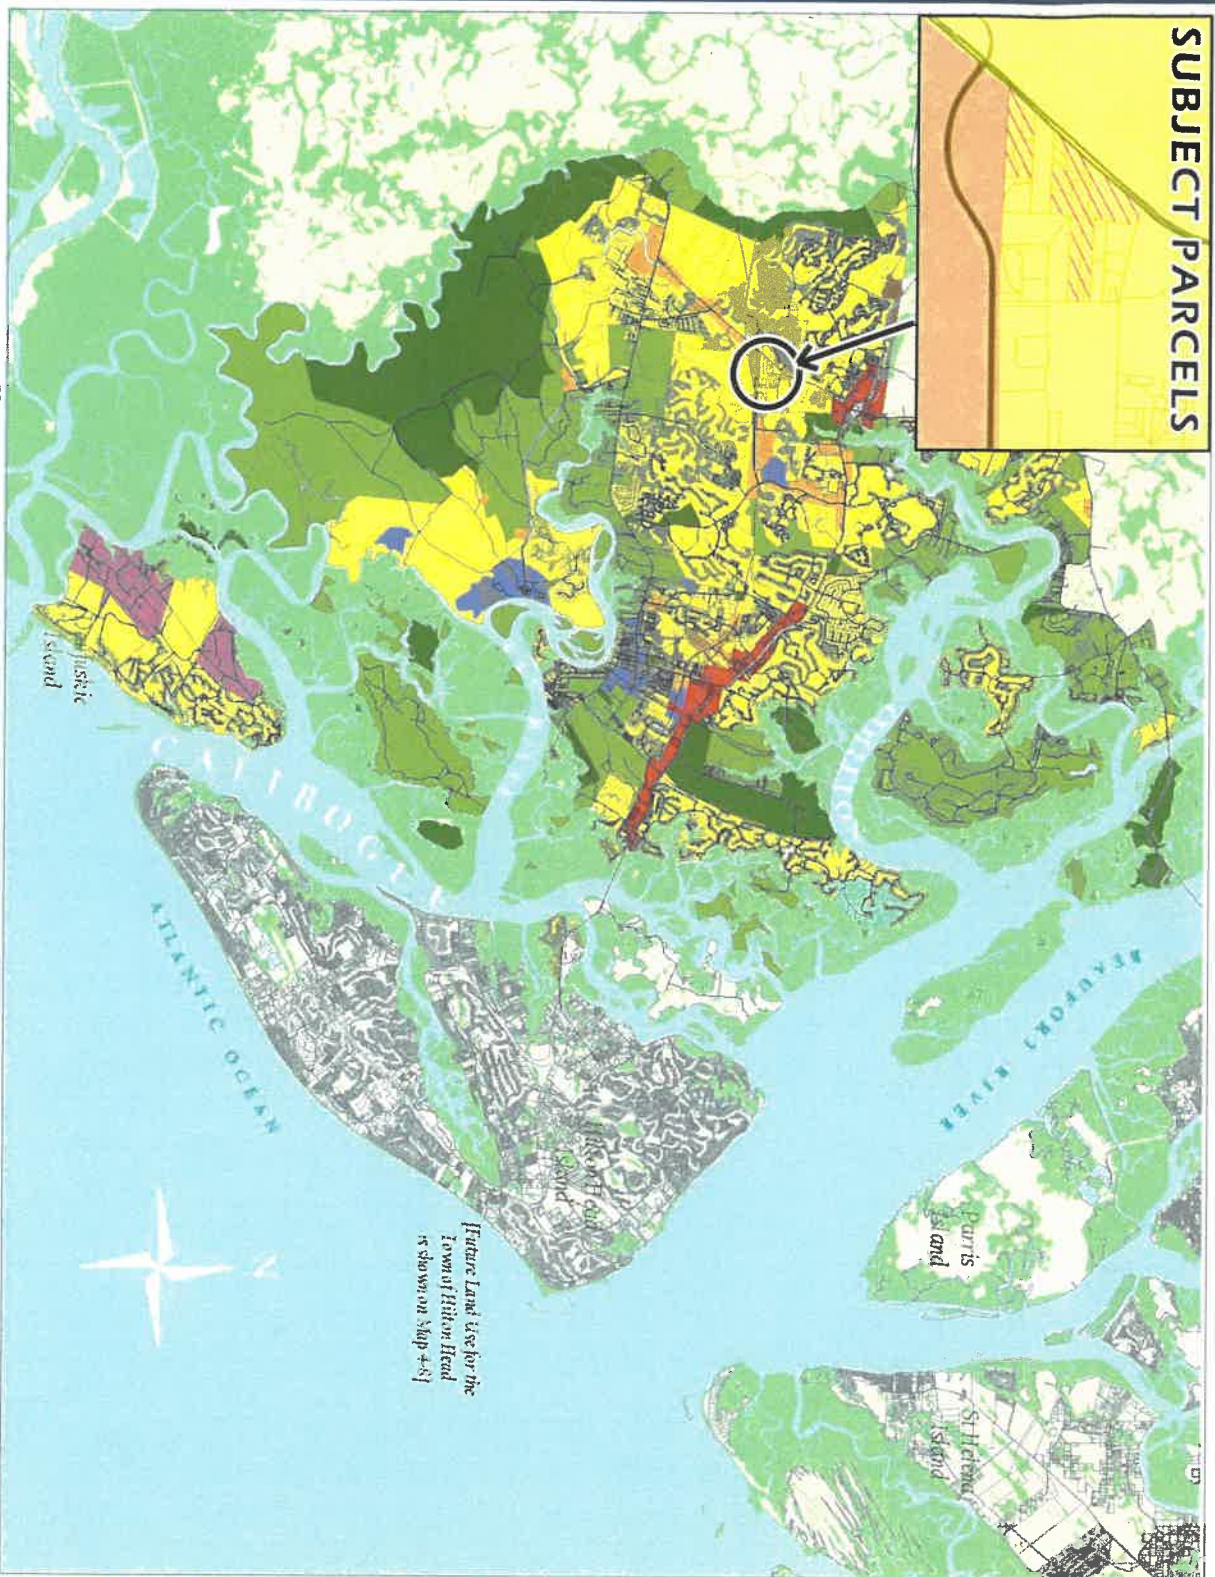 SUBJECT PARCELS
Island
CALIBOGUE
ATLANTIC OCEAN
BEAUFORT RIVER
Hilton Head
Island
Parris
Island
St Helena
Island
[Future Land Use for the
Town of Hilton Head
is shown on Map 4-8]